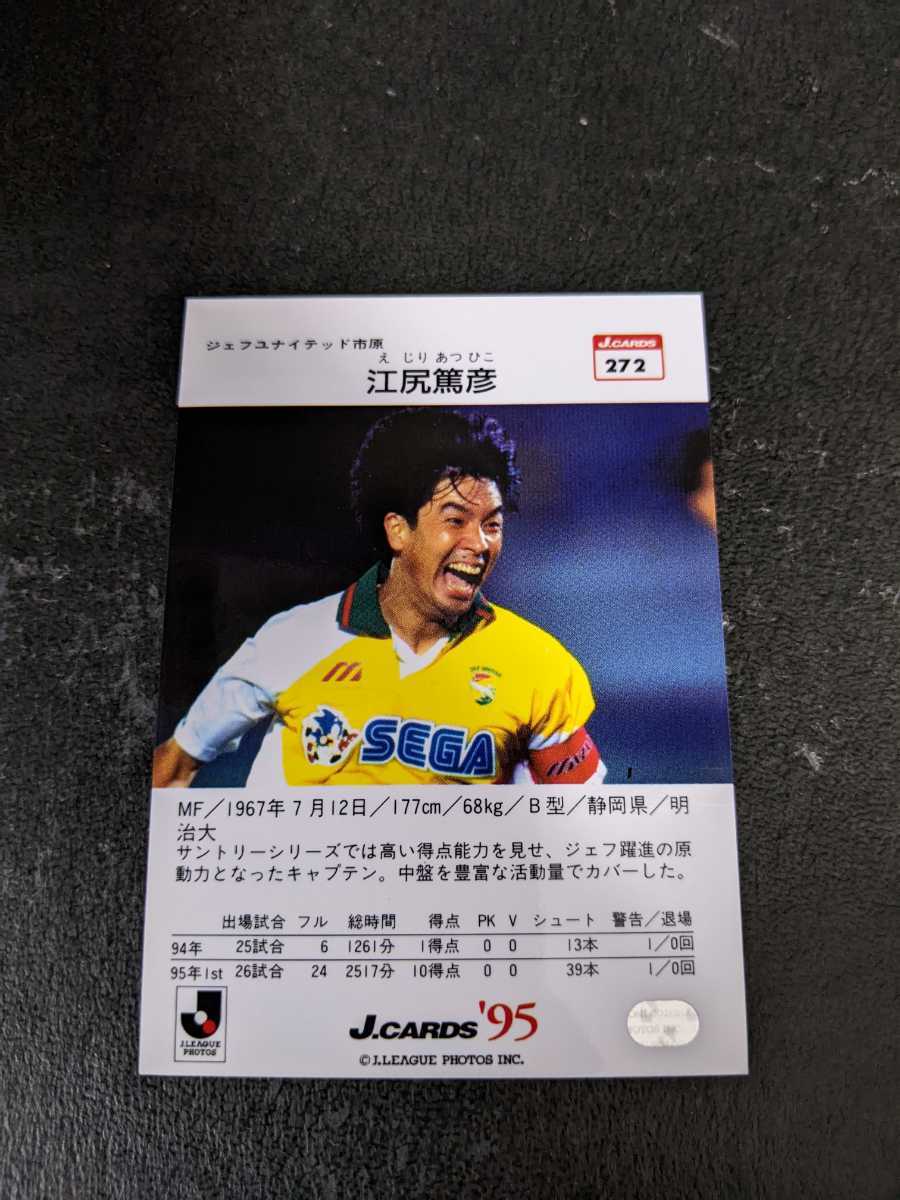 ジェフユナイテッド市原
え じり あつ ひこ
江尻篤彦
J.CARDS
272
SEGA
MF／1967年7月12日／177cm／68kg／B型／静岡県／明
治大
サントリーシリーズでは高い得点能力を見せ、ジェフ躍進の原
動力となったキャプテン。中盤を豊富な活動量でカバーした。
出場試合 フル 総時間 得点 PK V シュート 警告／退場
94年 25試合 6 1261分 1得点 0 0 13本 1／0回
95年1st 26試合 24 2517分 10得点 0 0 39本 1／0回
J.LEAGUE
PHOTOS
J.CARDS '95
© J.LEAGUE PHOTOS INC.